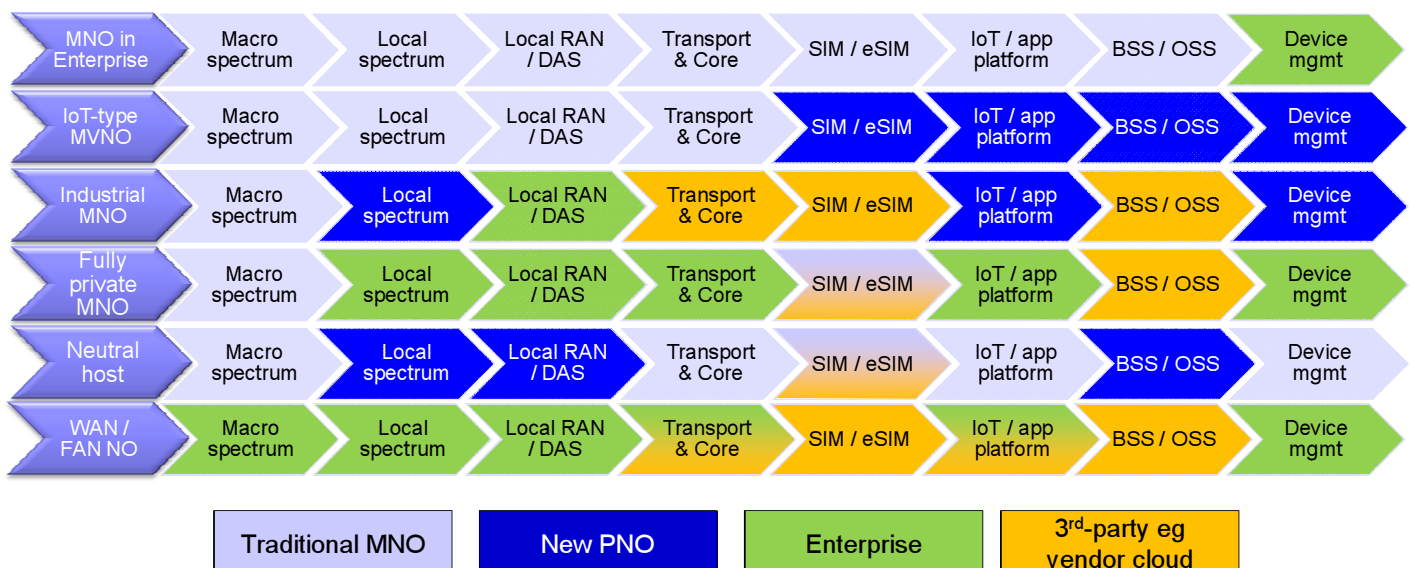 MNO in
Enterprise
Macro
spectrum
Local
spectrum
Local RAN
/ DAS
Transport
& Core
SIM / eSIM
IoT / app
platform
BSS / OSS
Device
mgmt
IoT-type
MVNO
Macro
spectrum
Local
spectrum
Local RAN
/ DAS
Transport
& Core
SIM / eSIM
IoT / app
platform
BSS / OSS
Device
mgmt
Industrial
MNO
Macro
spectrum
Local
spectrum
Local RAN
/ DAS
Transport
& Core
SIM / eSIM
IoT / app
platform
BSS / OSS
Device
mgmt
Fully
private
MNO
Macro
spectrum
Local
spectrum
Local RAN
/ DAS
Transport
& Core
SIM / eSIM
IoT / app
platform
BSS / OSS
Device
mgmt
Neutral
host
Macro
spectrum
Local
spectrum
Local RAN
/ DAS
Transport
& Core
SIM / eSIM
IoT / app
platform
BSS / OSS
Device
mgmt
WAN /
FAN NO
Macro
spectrum
Local
spectrum
Local RAN
/ DAS
Transport
& Core
SIM / eSIM
IoT / app
platform
BSS / OSS
Device
mgmt
Traditional MNO
New PNO
Enterprise
3rd-party eg
vendor cloud